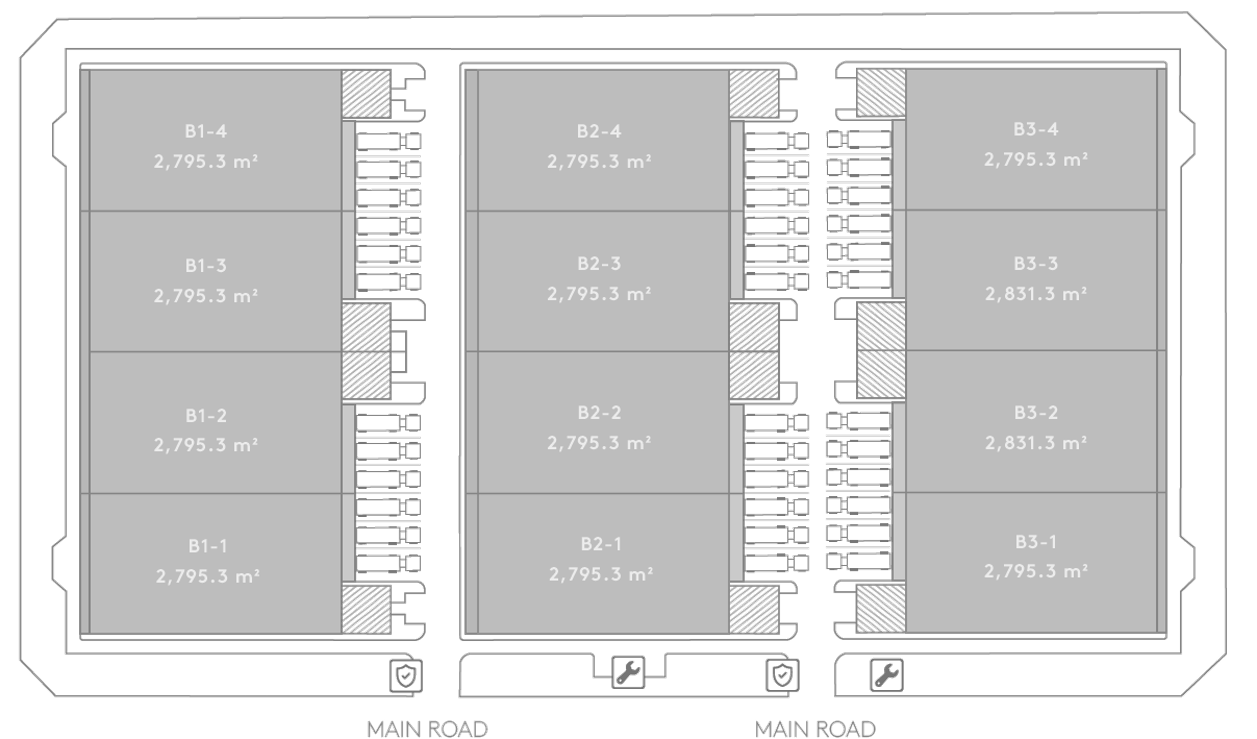 B1-4
2,795.3 m²
B2-4
2,795.3 m²
B3-4
2,795.3 m²
B1-3
2,795.3 m²
B2-3
2,795.3 m²
B3-3
2,831.3 m²
B1-2
2,795.3 m²
B2-2
2,795.3 m²
B3-2
2,831.3 m²
B1-1
2,795.3 m²
B2-1
2,795.3 m²
B3-1
2,795.3 m²
MAIN ROAD
MAIN ROAD